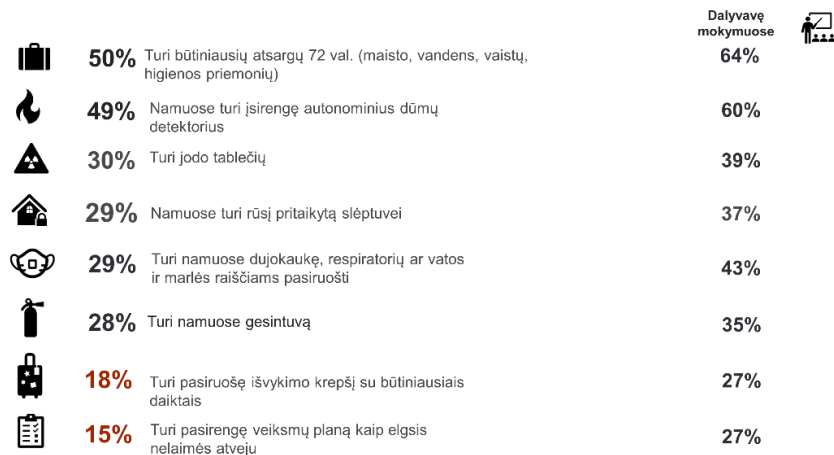 Dalyvavę
mokymuose
50% Turi būtiniausių atsargų 72 val. (maisto, vandens, vaistų,
higienos priemonių)
64%
49% Namuose turi įsirengę autonominius dūmų
detektorius
60%
30% Turi jodo tablečių
39%
29% Namuose turi rūsį pritaikytą slėptuvei
37%
29% Turi namuose dujokaukę, respiratorių ar vatos
ir marlės raiščiams pasiruošti
43%
28% Turi namuose gesintuvą
35%
18% Turi pasiruošę išvykimo krepšį su būtiniausiais
daiktais
27%
15% Turi pasirengę veiksmų planą kaip elgsis
nelaimės atveju
27%